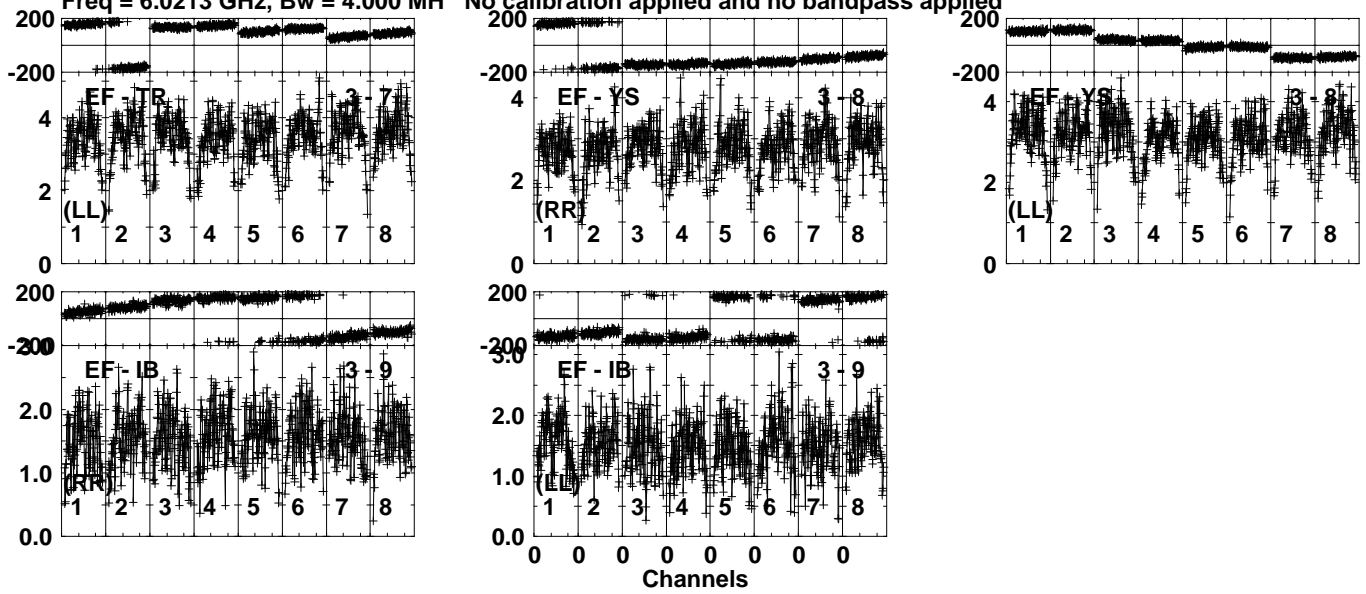 Freq = 6.0213 GHz, Bw = 4.000 MH No calibration applied and no bandpass applied
200
-200
EF - TR 3 - 7
4
2
(LL)
1 2 3 4 5 6 7 8
0
200
-200
EF - YS 3 - 8
4
2
(RR)
1 2 3 4 5 6 7 8
0
200
-200
EF - YS 3 - 8
4
2
(LL)
1 2 3 4 5 6 7 8
0
200
-200
3.0
EF - IB 3 - 9
2.0
1.0
(RR)
1 2 3 4 5 6 7 8
0.0
200
-200
3.0
EF - IB 3 - 9
2.0
1.0
(LL)
1 2 3 4 5 6 7 8
0.0
0 0 0 0 0 0 0 0
Channels